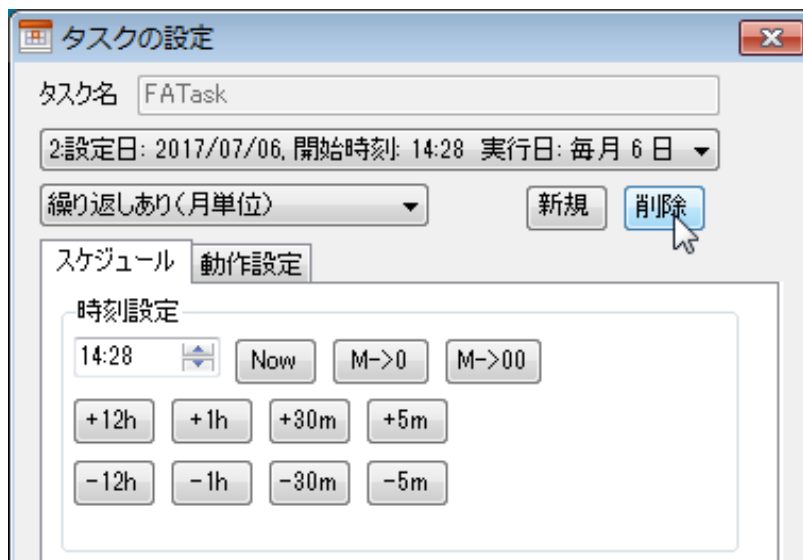 タスクの設定
タスク名 FATask
2:設定日: 2017/07/06, 開始時刻: 14:28 実行日: 毎月 6 日
繰り返しあり(月単位) 新規 削除
スケジュール 動作設定
時刻設定
14:28 Now M->0 M->00
+12h +1h +30m +5m
-12h -1h -30m -5m